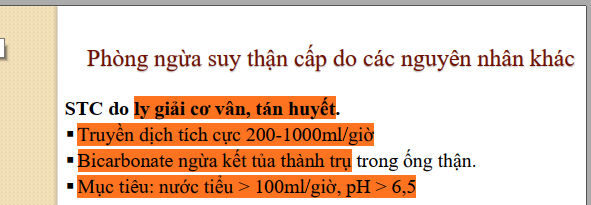 Phòng ngừa suy thận cấp do các nguyên nhân khác
STC do ly giải cơ vân, tán huyết.
▪ Truyền dịch tích cực 200-1000ml/giờ
▪ Bicarbonate ngừa kết tủa thành trụ trong ống thận.
▪ Mục tiêu: nước tiểu > 100ml/giờ, pH > 6,5